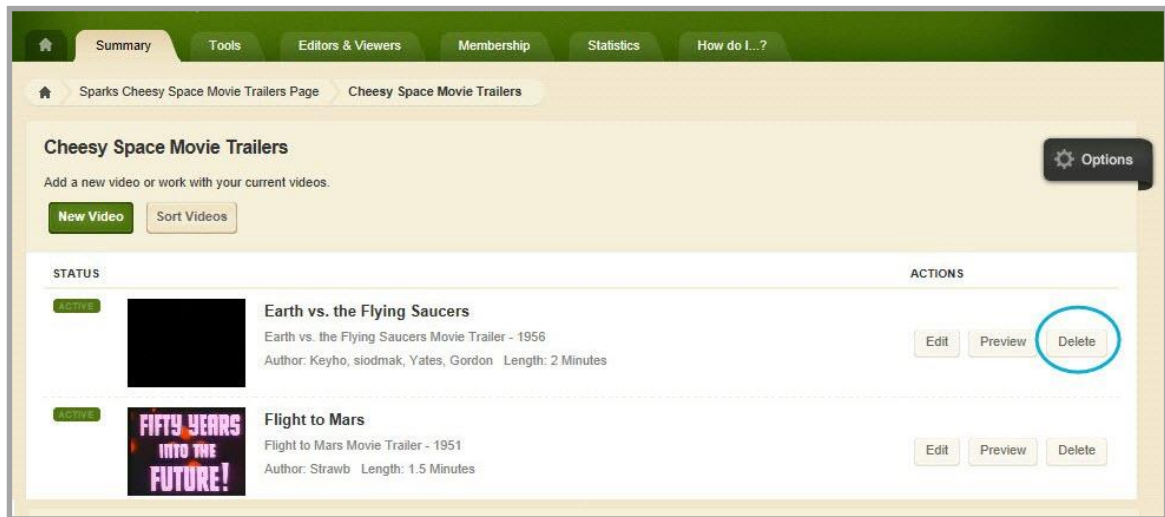 Summary Tools Editors & Viewers Membership Statistics How do I...?
Sparks Cheesy Space Movie Trailers Page Cheesy Space Movie Trailers
Cheesy Space Movie Trailers
Options
Add a new video or work with your current videos.
New Video Sort Videos
STATUS ACTIONS
ACTIVE
Earth vs. the Flying Saucers
Earth vs. the Flying Saucers Movie Trailer - 1956
Author: Keyho, siodmak, Yates, Gordon Length: 2 Minutes
Edit Preview Delete
ACTIVE
FIFTY YEARS
INTO THE
FUTURE!
Flight to Mars
Flight to Mars Movie Trailer - 1951
Author: Strawb Length: 1.5 Minutes
Edit Preview Delete